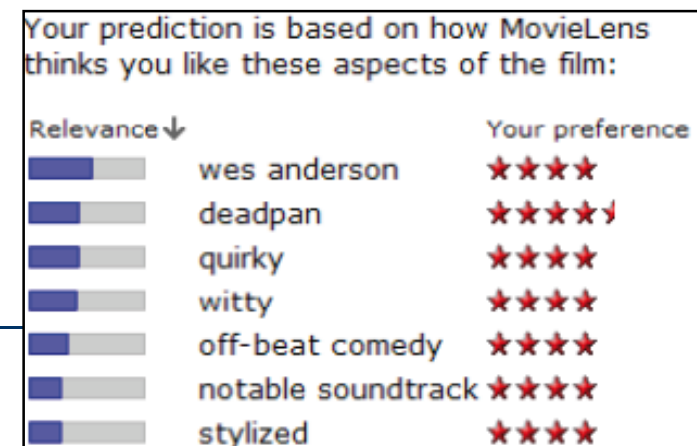 Your prediction is based on how MovieLens
thinks you like these aspects of the film:
Relevance Your preference
wes anderson
deadpan
quirky
witty
off-beat comedy
notable soundtrack
stylized